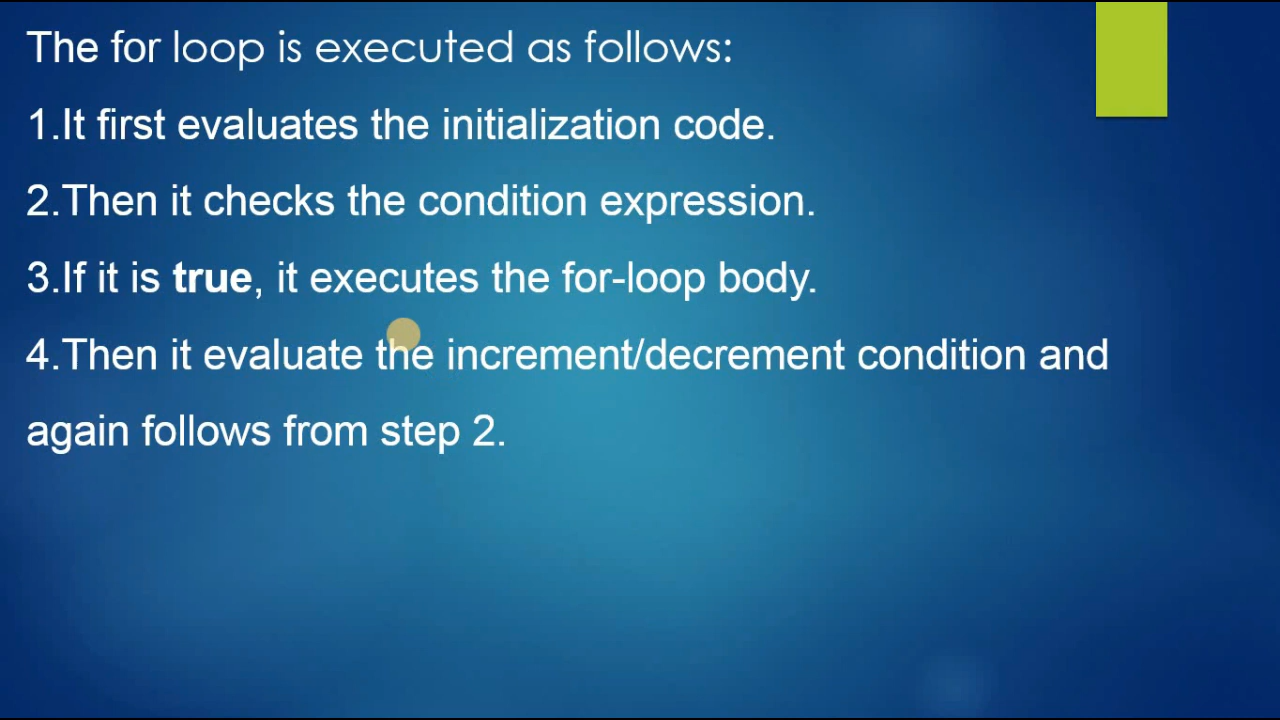 The for loop is executed as follows:
1.It first evaluates the initialization code.
2.Then it checks the condition expression.
3.If it is true, it executes the for-loop body.
4.Then it evaluate the increment/decrement condition and
again follows from step 2.